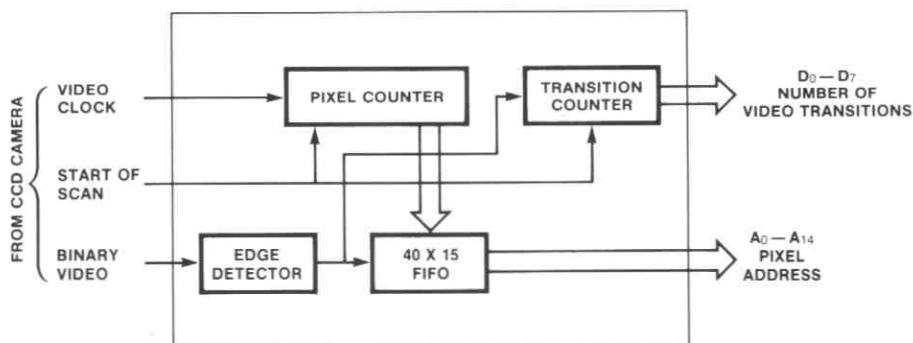 FROM CCD CAMERA
VIDEO
CLOCK
START OF
SCAN
BINARY
VIDEO
PIXEL COUNTER
TRANSITION
COUNTER
EDGE
DETECTOR
40 X 15
FIFO
D₀ — D₇
NUMBER OF
VIDEO TRANSITIONS
A₀ — A₁₄
PIXEL
ADDRESS